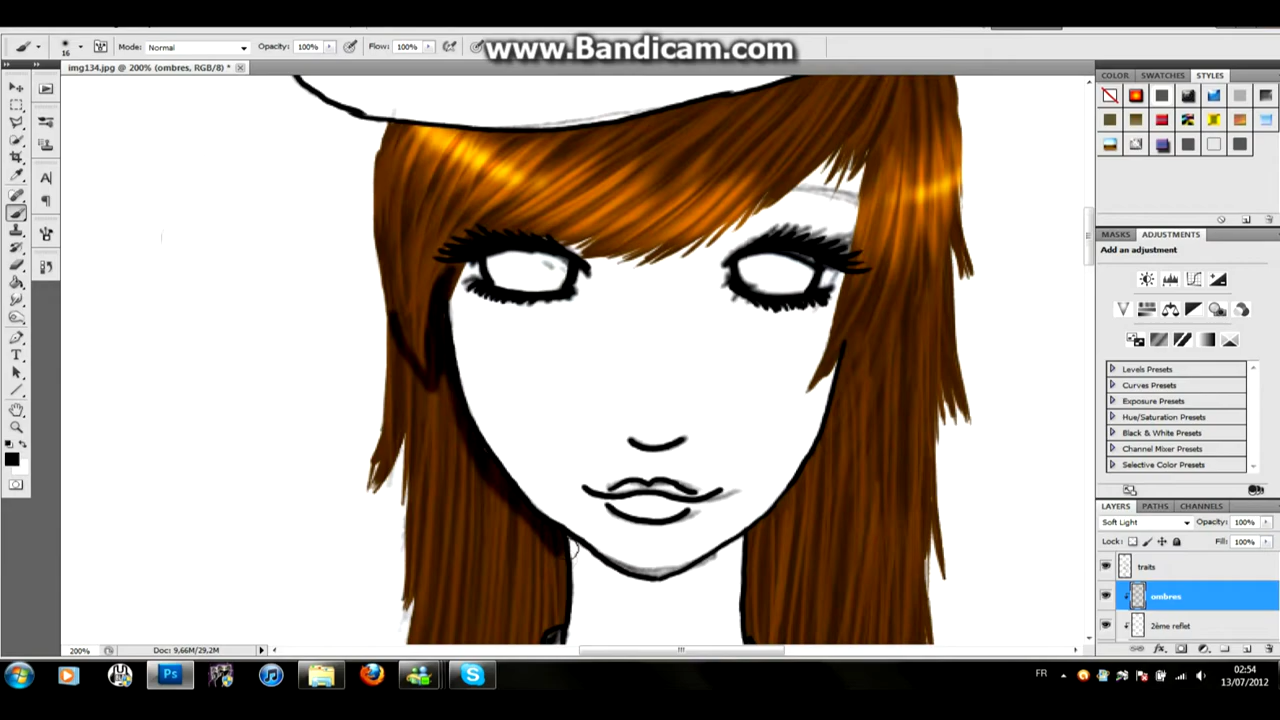 www.Bandicam.com
16 Mode: Normal Opacity: 100% Flow: 100%
img134.jpg @ 200% (ombres, RGB/8) *
COLOR SWATCHES STYLES
MASKS ADJUSTMENTS
Add an adjustment
Levels Presets
Curves Presets
Exposure Presets
Hue/Saturation Presets
Black & White Presets
Channel Mixer Presets
Selective Color Presets
LAYERS PATHS CHANNELS
Soft Light Opacity: 100%
Lock: Fill: 100%
traits
ombres
2ème reflet
200% Doc: 9,66M/29,2M
Ps
FR
02:54
13/07/2012